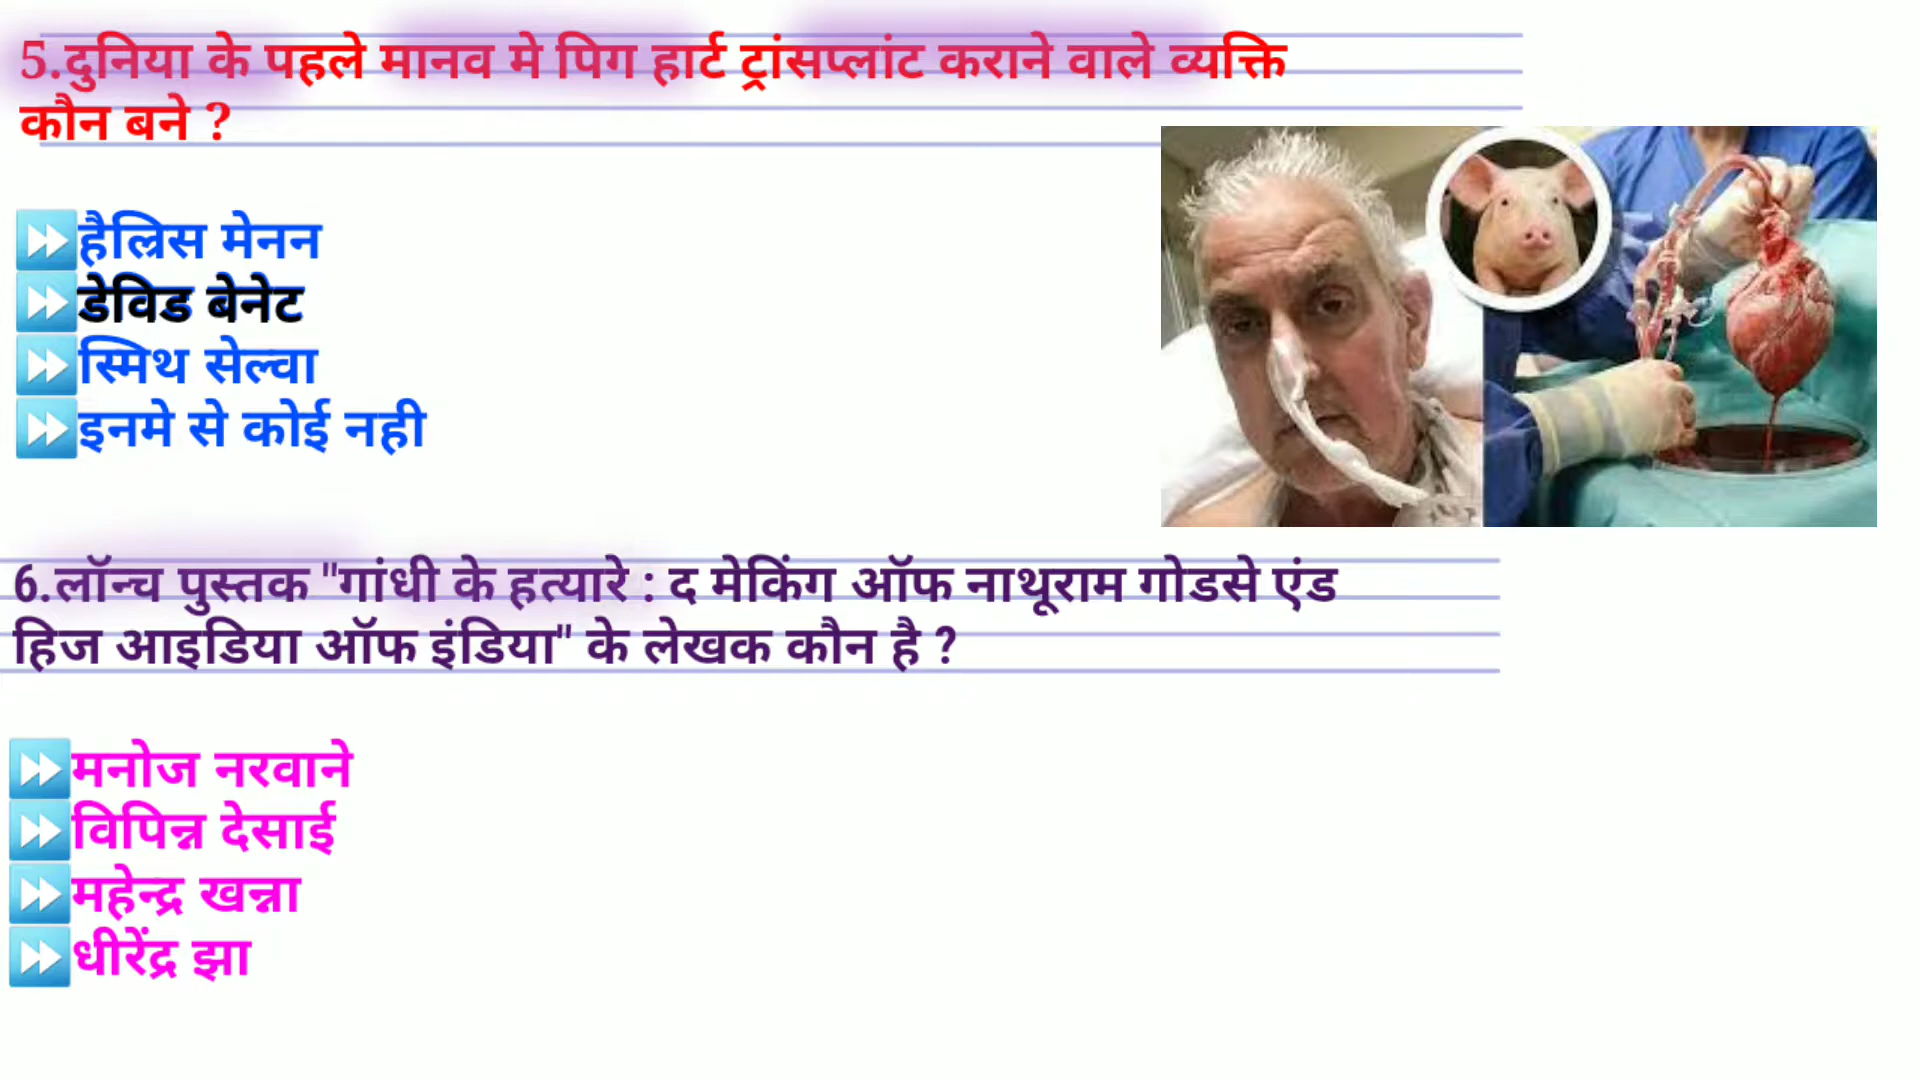 5.दुनिया के पहले मानव मे पिग हार्ट ट्रांसप्लांट कराने वाले व्यक्ति
कौन बने ?
⏩हैल्रिस मेनन
⏩डेविड बेनेट
⏩स्मिथ सेल्वा
⏩इनमे से कोई नही
6.लॉन्च पुस्तक "गांधी के हत्यारे : द मेकिंग ऑफ नाथूराम गोडसे एंड
हिज आइडिया ऑफ इंडिया" के लेखक कौन है ?
⏩मनोज नरवाने
⏩विपिन्न देसाई
⏩महेन्द्र खन्ना
⏩धीरेंद्र झा